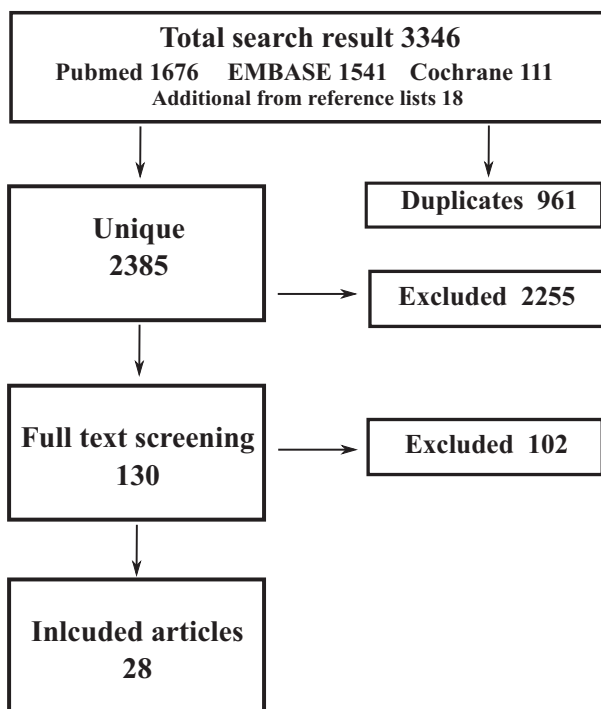 Total search result 3346
Pubmed 1676 EMBASE 1541 Cochrane 111
Additional from reference lists 18
Unique
2385
Duplicates 961
Excluded 2255
Full text screening
130
Excluded 102
Inlcuded articles
28